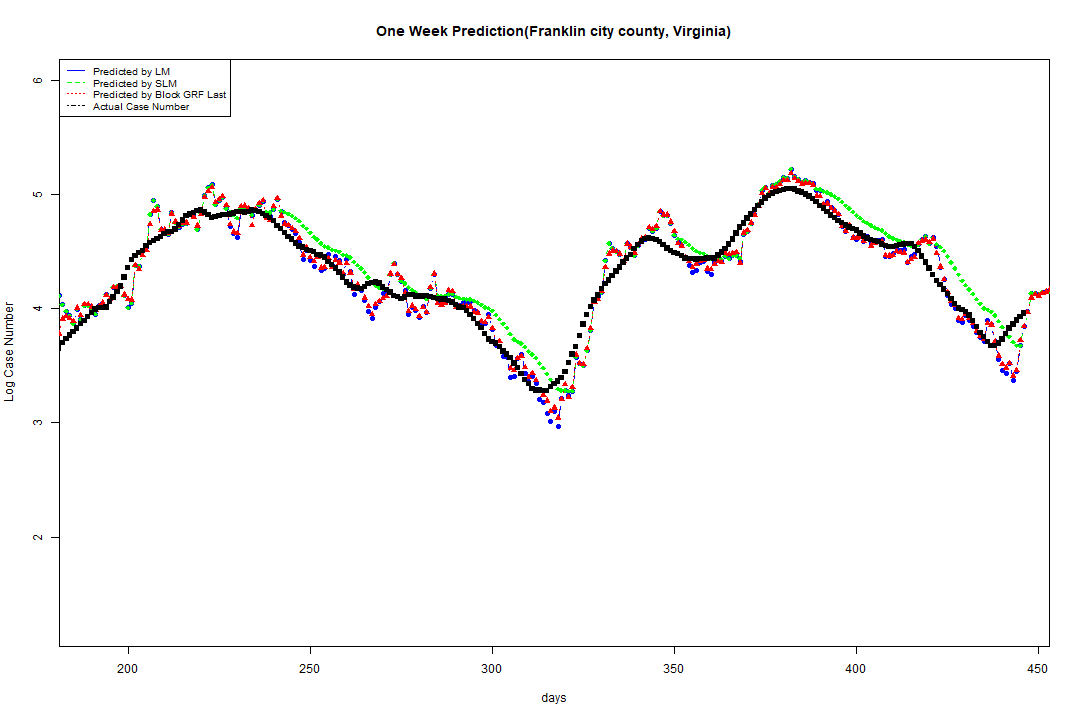 One Week Prediction(Franklin city county, Virginia)
Predicted by LM
Predicted by SLM
Predicted by Block GRF Last
Actual Case Number
6
5
4
3
2
Log Case Number
200 250 300 350 400 450
days